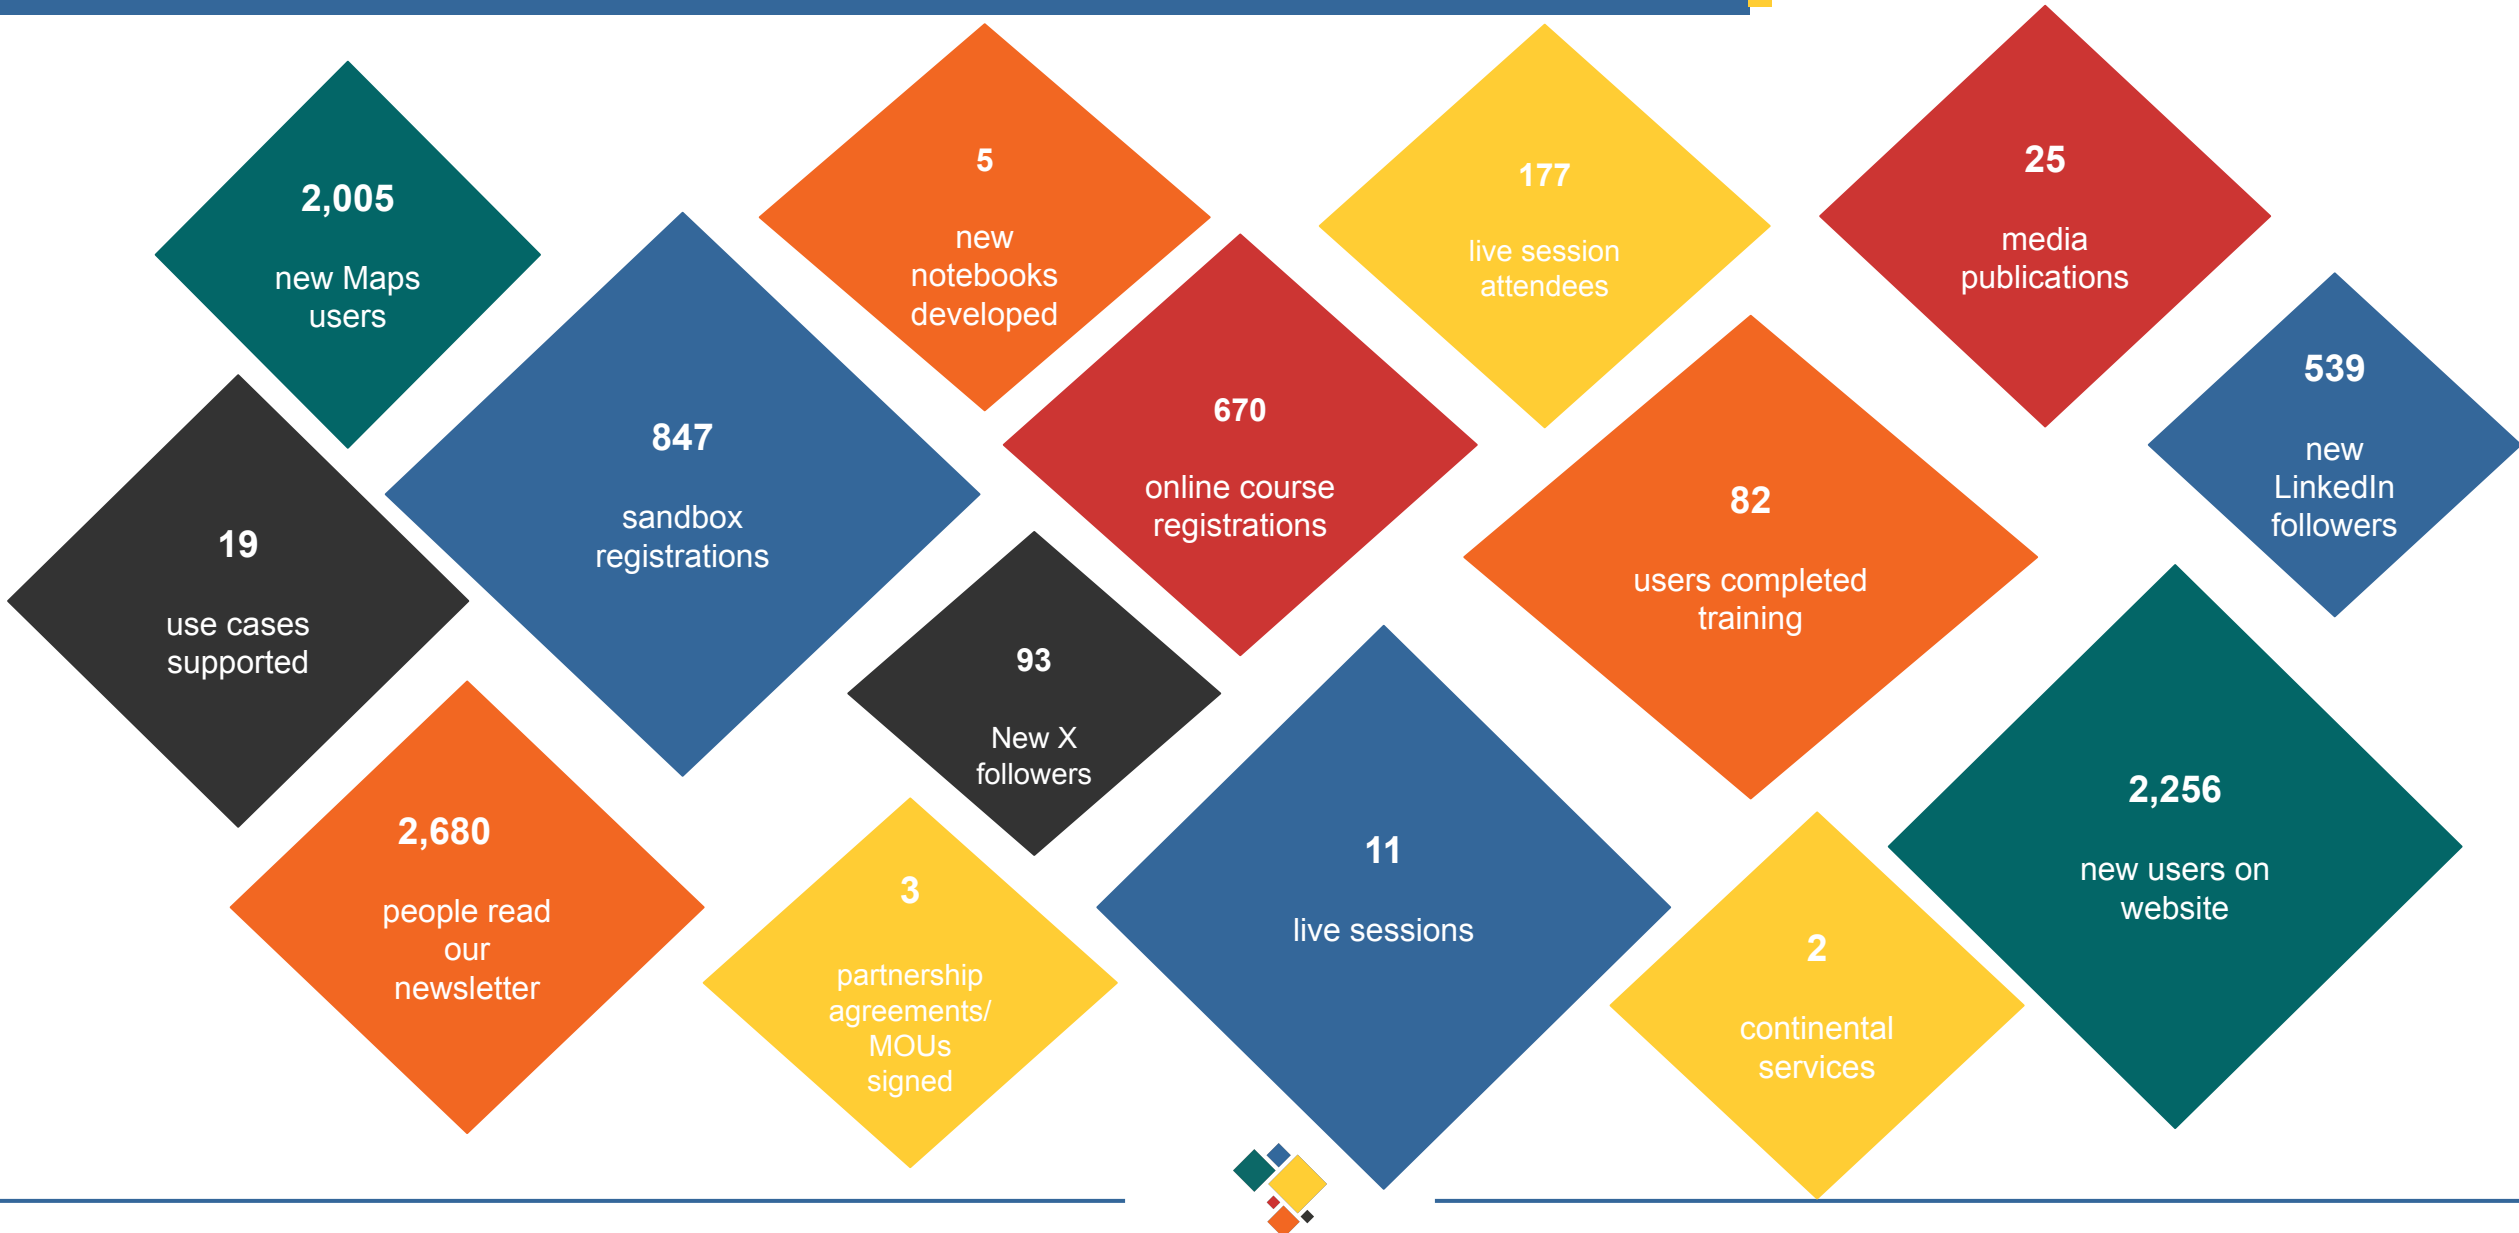 2,005
new Maps
users
5
new
notebooks
developed
177
live session
attendees
25
media
publications
847
sandbox
registrations
670
online course
registrations
539
new
LinkedIn
followers
19
use cases
supported
82
users completed
training
93
New X
followers
2,680
people read
our
newsletter
3
partnership
agreements/
MOUs
signed
11
live sessions
2
continental
services
2,256
new users on
website